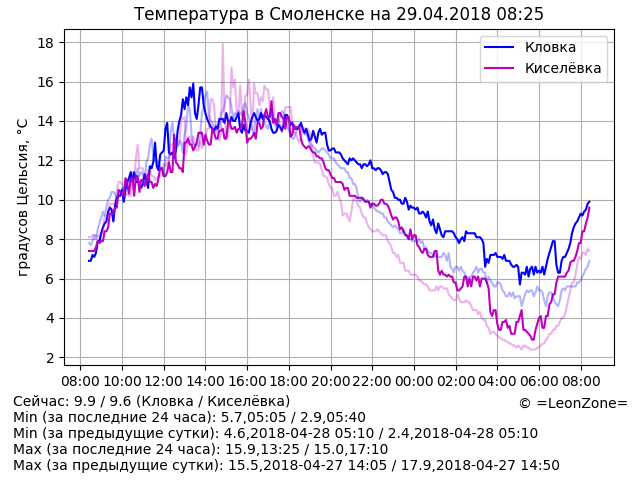 Температура в Смоленске на 29.04.2018 08:25
градусов Цельсия, °C
18
16
14
12
10
8
6
4
2
Кловка
Киселёвка
08:00 10:00 12:00 14:00 16:00 18:00 20:00 22:00 00:00 02:00 04:00 06:00 08:00
Сейчас: 9.9 / 9.6 (Кловка / Киселёвка)
© =LeonZone=
Min (за последние 24 часа): 5.7,05:05 / 2.9,05:40
Min (за предыдущие сутки): 4.6,2018-04-28 05:10 / 2.4,2018-04-28 05:10
Max (за последние 24 часа): 15.9,13:25 / 15.0,17:10
Max (за предыдущие сутки): 15.5,2018-04-27 14:05 / 17.9,2018-04-27 14:50